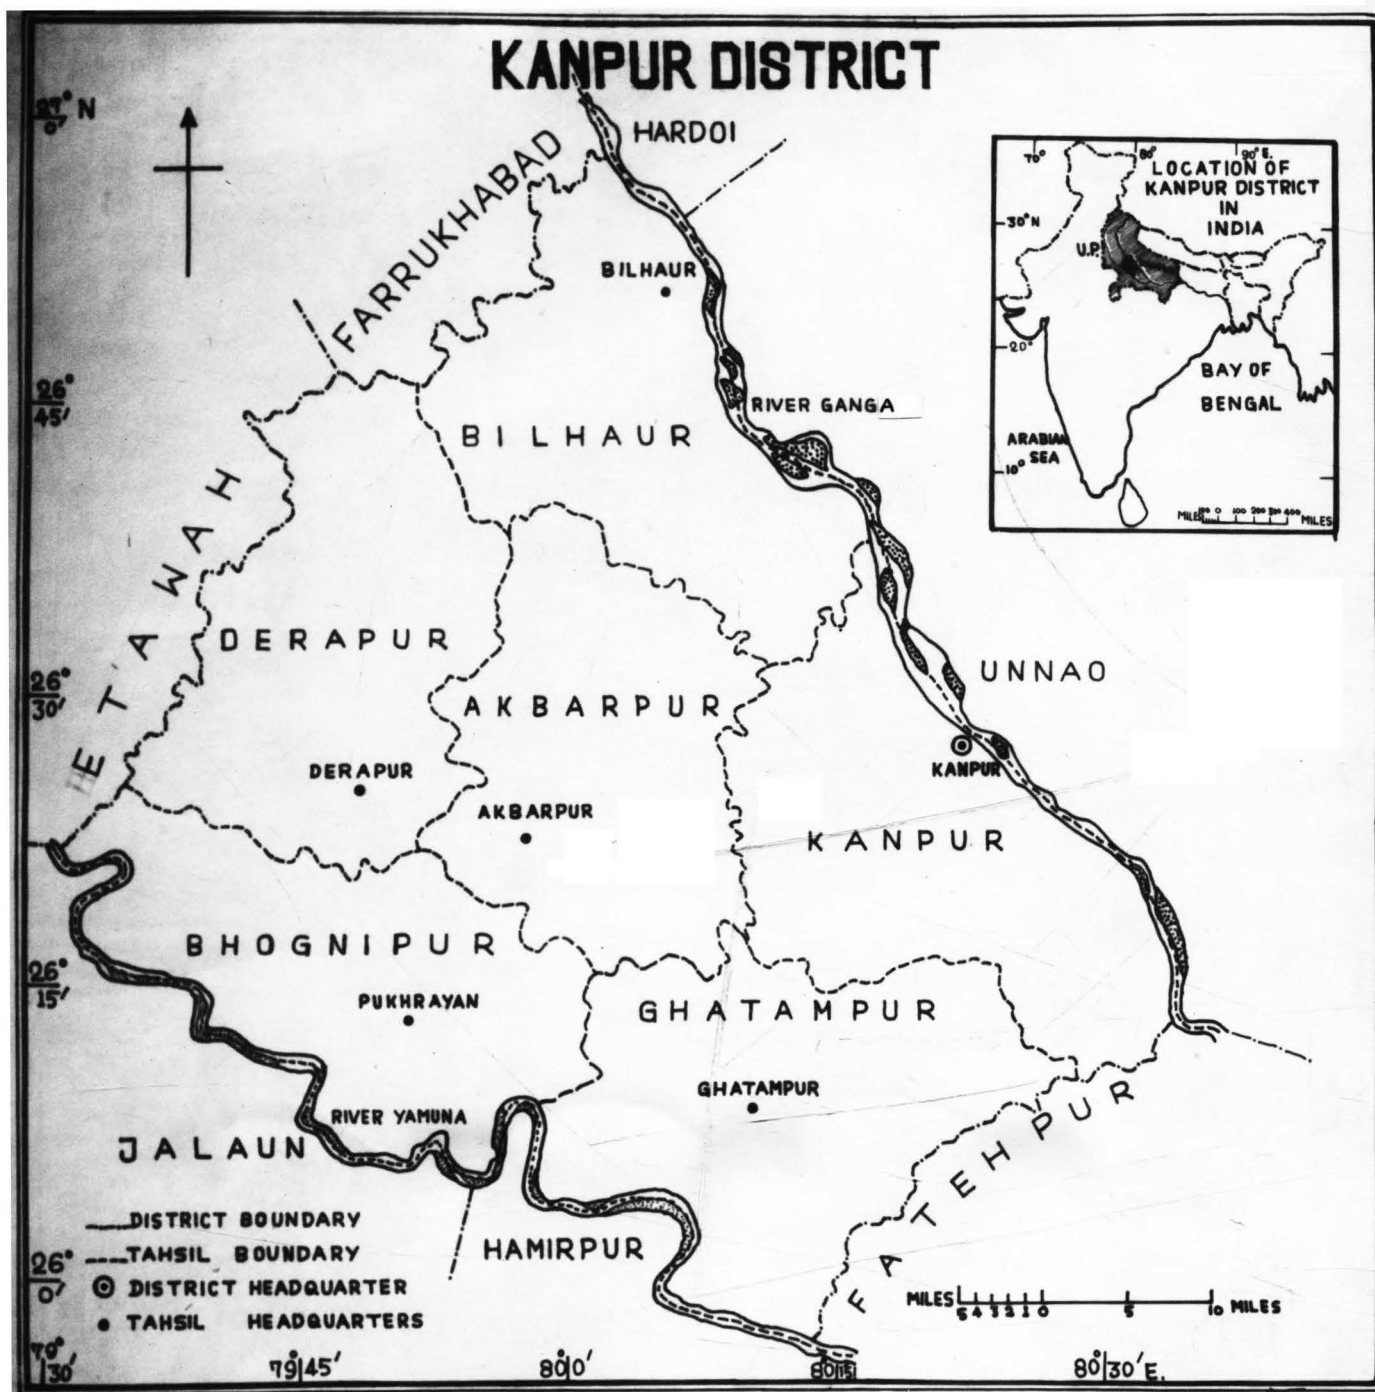 KANPUR DISTRICT
27° 0' N
HARDOI
FARRUKHABAD
70° 80° 90° E.
LOCATION OF
KANPUR DISTRICT
IN
INDIA
30° N
U.P.
20°
BAY OF
BENGAL
ARABIAN
SEA
10°
MILES 100 0 100 200 300 400 MILES
BILHAUR
26° 45'
RIVER GANGA
BILHAUR
ETAWAH
DERAPUR
UNNAO
26° 30'
AKBARPUR
DERAPUR
KANPUR
AKBARPUR
KANPUR
BHOGNIPUR
26° 15'
PUKHRAYAN
GHATAMPUR
GHATAMPUR
RIVER YAMUNA
JALAUN
FATEHPUR
DISTRICT BOUNDARY
TAHSIL BOUNDARY
HAMIRPUR
26° 0'
DISTRICT HEADQUARTER
TAHSIL HEADQUARTERS
MILES 5 4 3 2 1 0 5 10 MILES
79° 30' 79° 45' 80° 0' 80° 15' 80° 30' E.